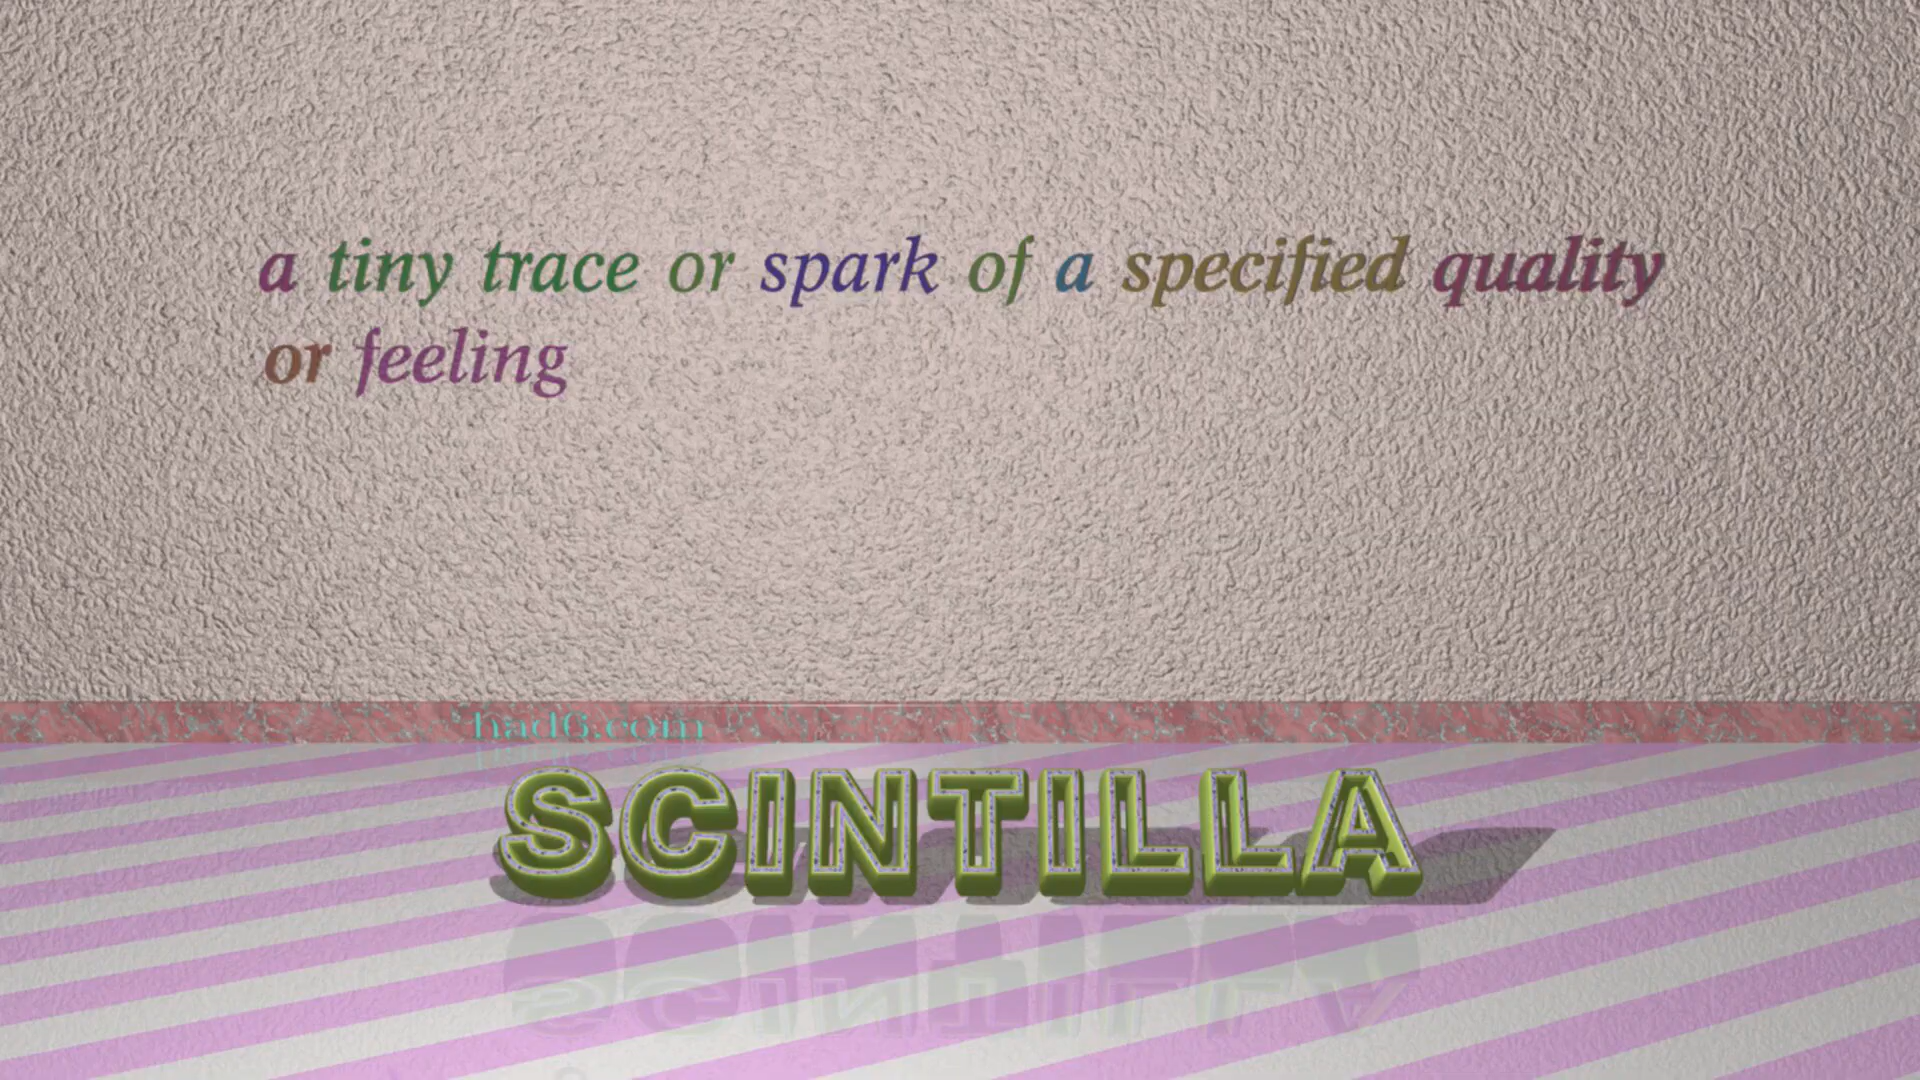 a tiny trace or spark of a specified quality
or feeling
had6.com
SCINTILLA